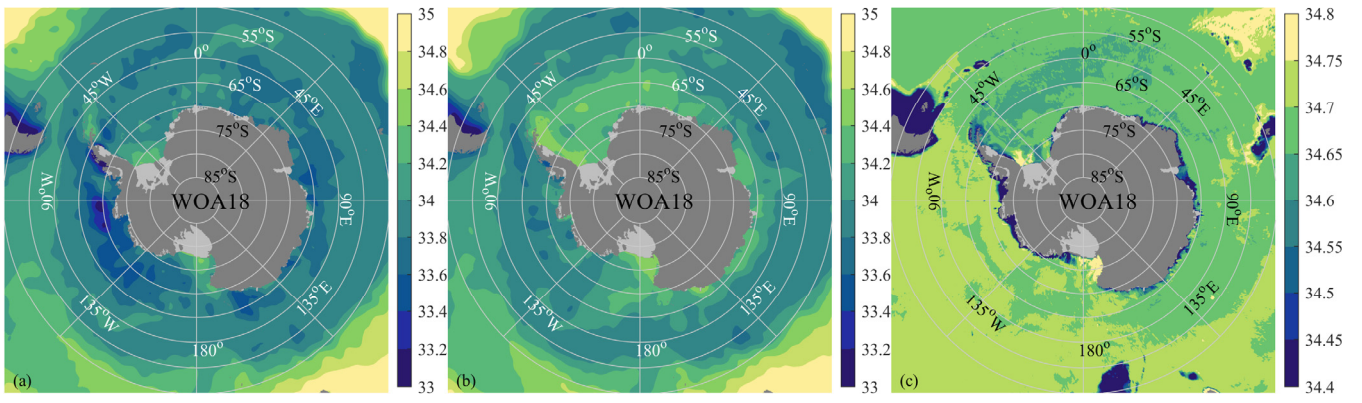 55°S
0°
65°S
45°W
45°E
75°S
85°S
WOA18
90°W
90°E
135°W
135°E
180°
(a)
35
34.8
34.6
34.4
34.2
34
33.8
33.6
33.4
33.2
33
55°S
0°
65°S
45°W
45°E
75°S
85°S
WOA18
90°W
90°E
135°W
135°E
180°
(b)
35
34.8
34.6
34.4
34.2
34
33.8
33.6
33.4
33.2
33
55°S
0°
65°S
45°W
45°E
75°S
85°S
WOA18
90°W
90°E
135°W
135°E
180°
(c)
34.8
34.75
34.7
34.65
34.6
34.55
34.5
34.45
34.4